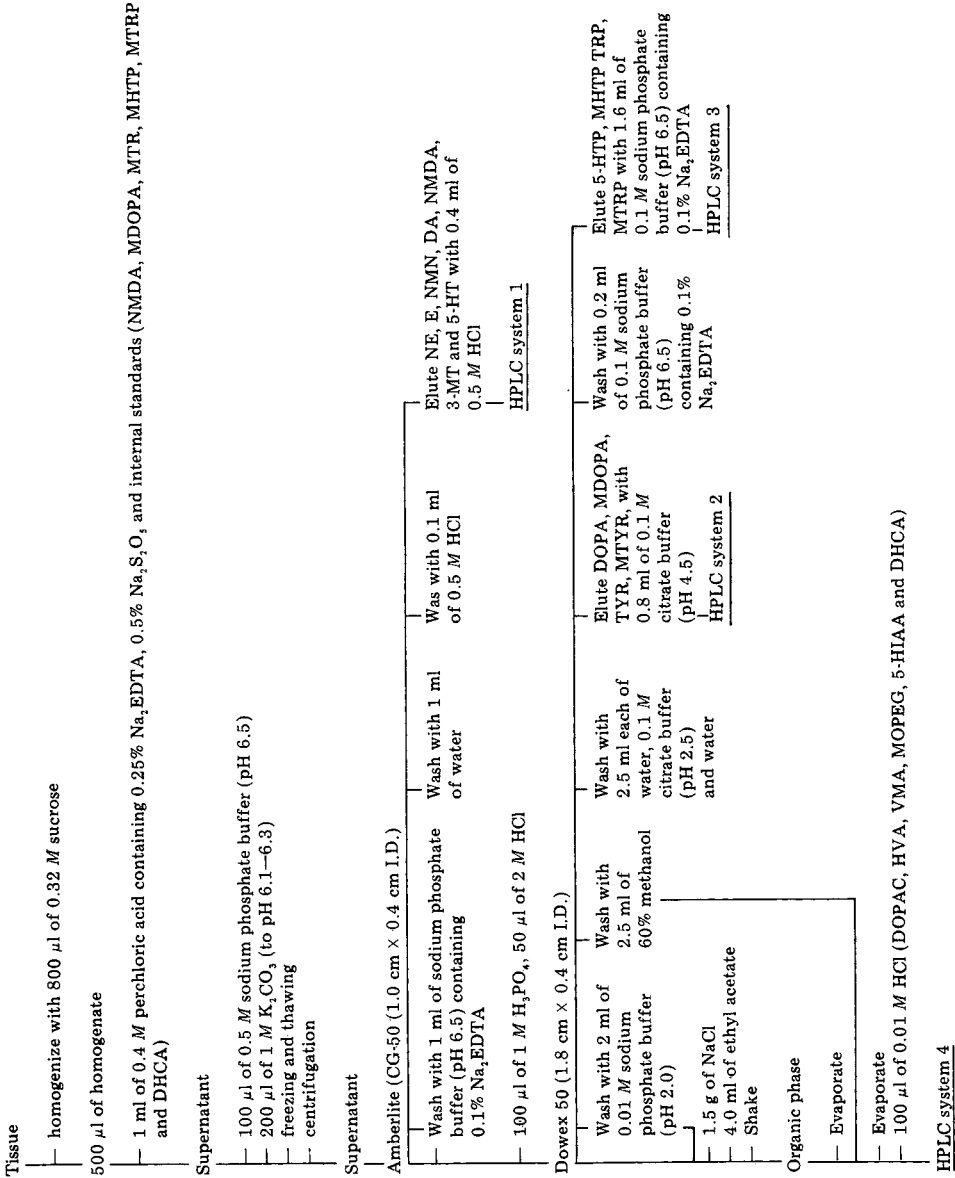 Tissue
homogenize with 800 μl of 0.32 M sucrose
500 μl of homogenate
1 ml of 0.4 M perchloric acid containing 0.25% Na₂EDTA, 0.5% Na₂S₂O₅ and internal standards (NMDA, MDOPA, MTR, MHTP, MTRP
and DHCA)
Supernatant
100 μl of 0.5 M sodium phosphate buffer (pH 6.5)
200 μl of 1 M K₂CO₃ (to pH 6.1—6.3)
freezing and thawing
centrifugation
Supernatant
Amberlite (CG-50 (1.0 cm × 0.4 cm I.D.)
Wash with 1 ml of sodium phosphate
buffer (pH 6.5) containing
0.1% Na₂EDTA
Wash with 1 ml
of water
Was with 0.1 ml
of 0.5 M HCl
Elute NE, E, NMN, DA, NMDA,
3-MT and 5-HT with 0.4 ml of
0.5 M HCl
HPLC system 1
100 μl of 1 M H₃PO₄, 50 μl of 2 M HCl
Dowex 50 (1.8 cm × 0.4 cm I.D.)
Wash with 2 ml of
0.01 M sodium
phosphate buffer
(pH 2.0)
Wash with
2.5 ml of
60% methanol
Wash with
2.5 ml each of
water, 0.1 M
citrate buffer
(pH 2.5)
and water
Elute DOPA, MDOPA,
TYR, MTYR, with
0.8 ml of 0.1 M
citrate buffer
(pH 4.5)
HPLC system 2
Wash with 0.2 ml
of 0.1 M sodium
phosphate buffer
(pH 6.5)
containing 0.1%
Na₂EDTA
Elute 5-HTP, MHTP TRP,
MTRP with 1.6 ml of
0.1 M sodium phosphate
buffer (pH 6.5) containing
0.1% Na₂EDTA
HPLC system 3
1.5 g of NaCl
4.0 ml of ethyl acetate
Shake
Organic phase
Evaporate
Evaporate
100 μl of 0.01 M HCl (DOPAC, HVA, VMA, MOPEG, 5-HIAA and DHCA)
HPLC system 4